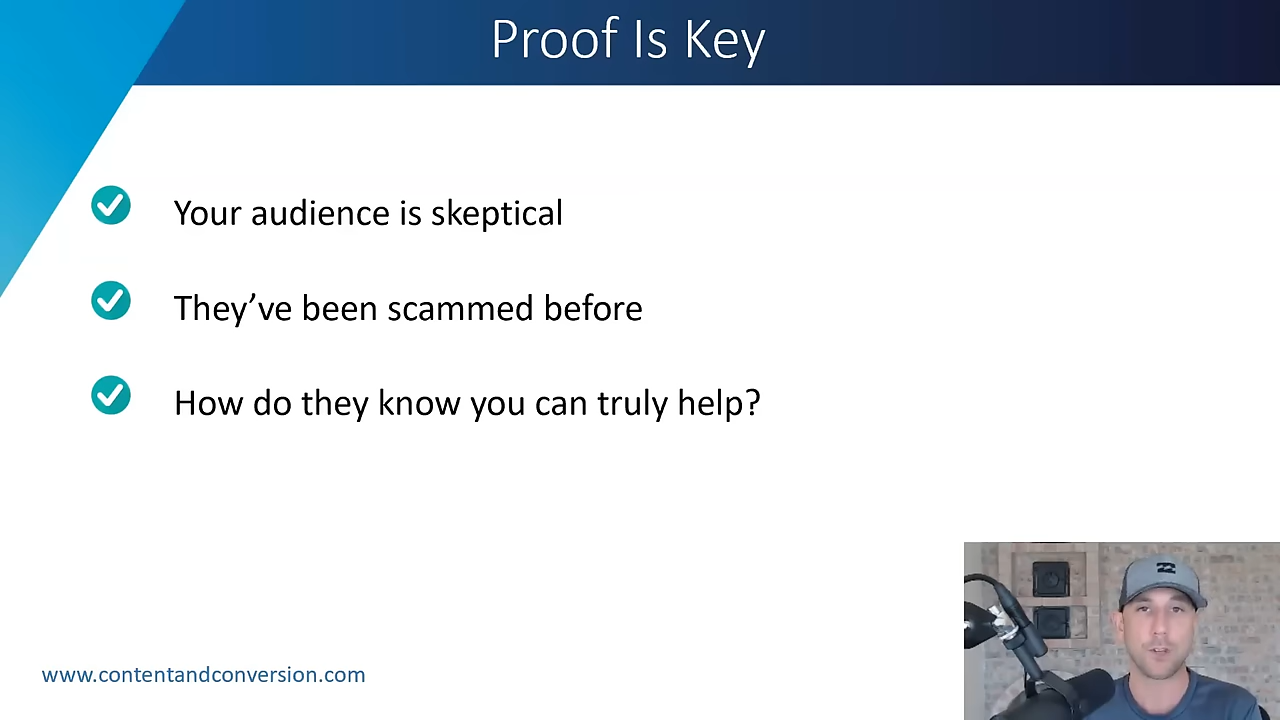 Proof Is Key
Your audience is skeptical
They’ve been scammed before
How do they know you can truly help?
www.contentandconversion.com